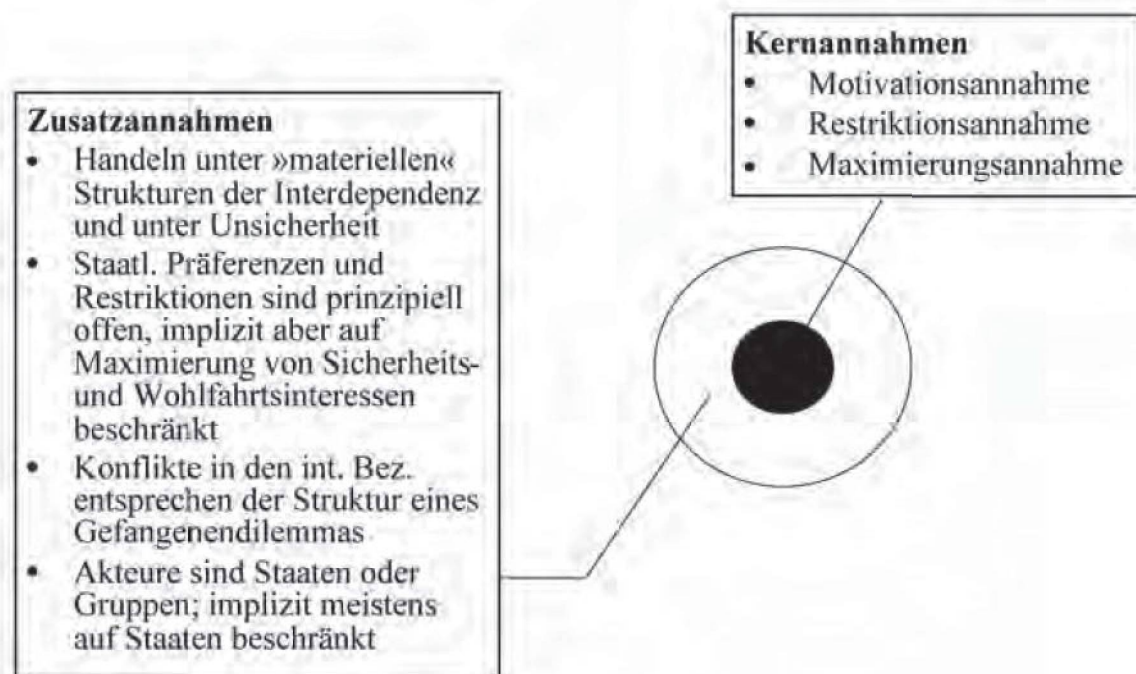 Kernannahmen
• Motivationsannahme
• Restriktionsannahme
• Maximierungsannahme
Zusatzannahmen
• Handeln unter »materiellen«
Strukturen der Interdependenz
und unter Unsicherheit
• Staatl. Präferenzen und
Restriktionen sind prinzipiell
offen, implizit aber auf
Maximierung von Sicherheits-
und Wohlfahrtsinteressen
beschränkt
• Konflikte in den int. Bez.
entsprechen der Struktur eines
Gefangenendilemmas
• Akteure sind Staaten oder
Gruppen; implizit meistens
auf Staaten beschränkt